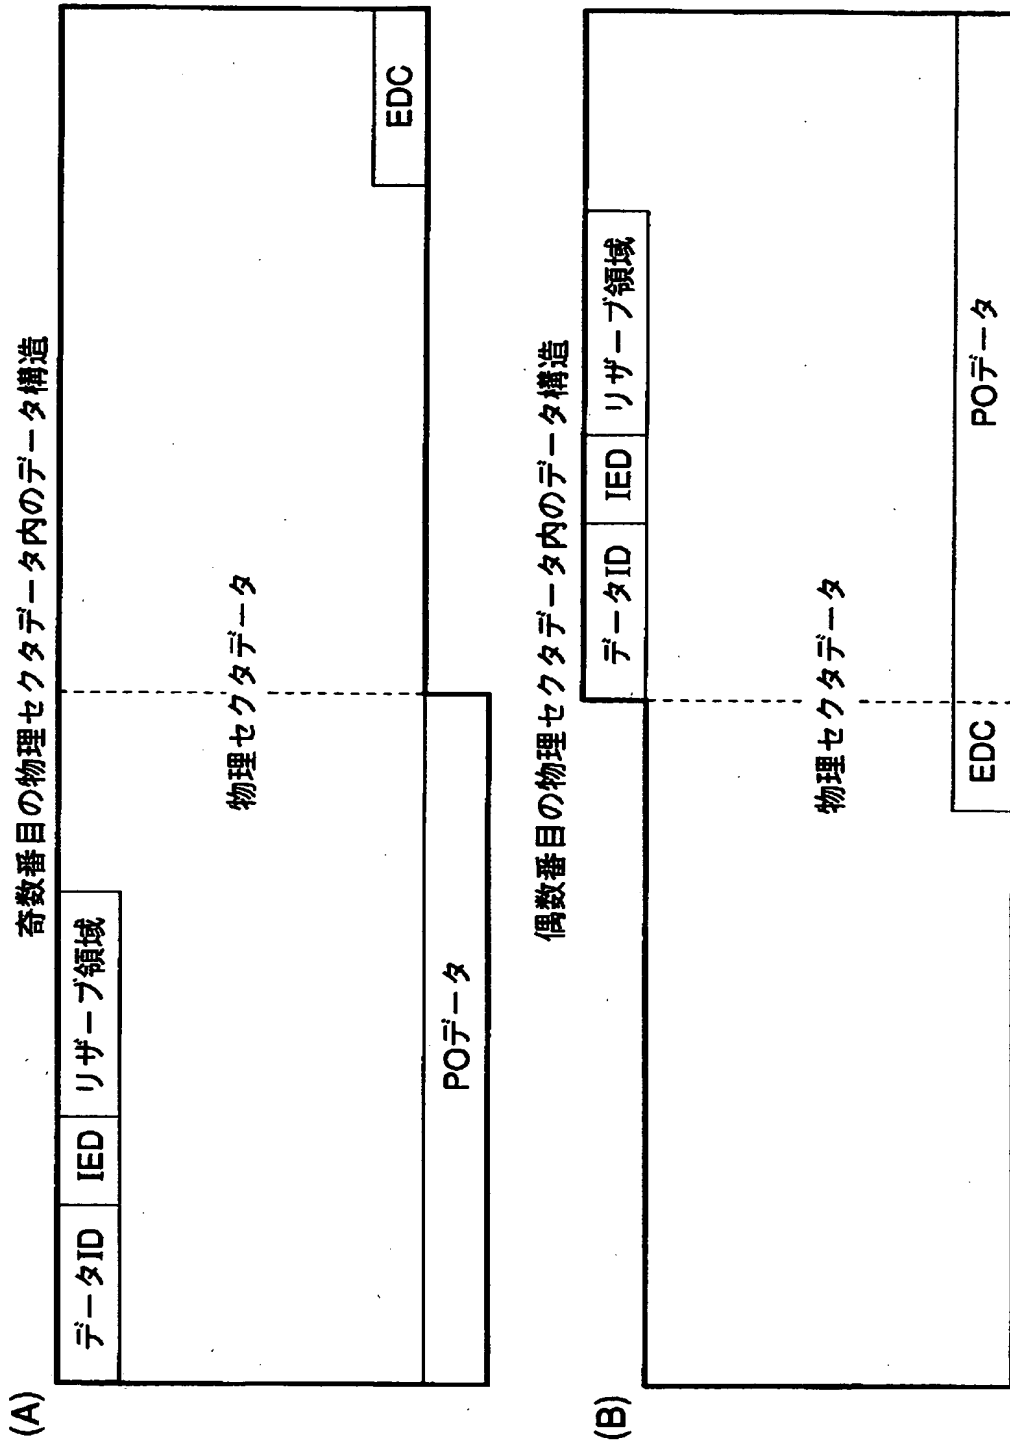 (A)
奇数番目の物理セクタデータ内のデータ構造
データID
IED
リザーブ領域
物理セクタデータ
EDC
POデータ
(B)
偶数番目の物理セクタデータ内のデータ構造
データID
IED
リザーブ領域
物理セクタデータ
EDC
POデータ